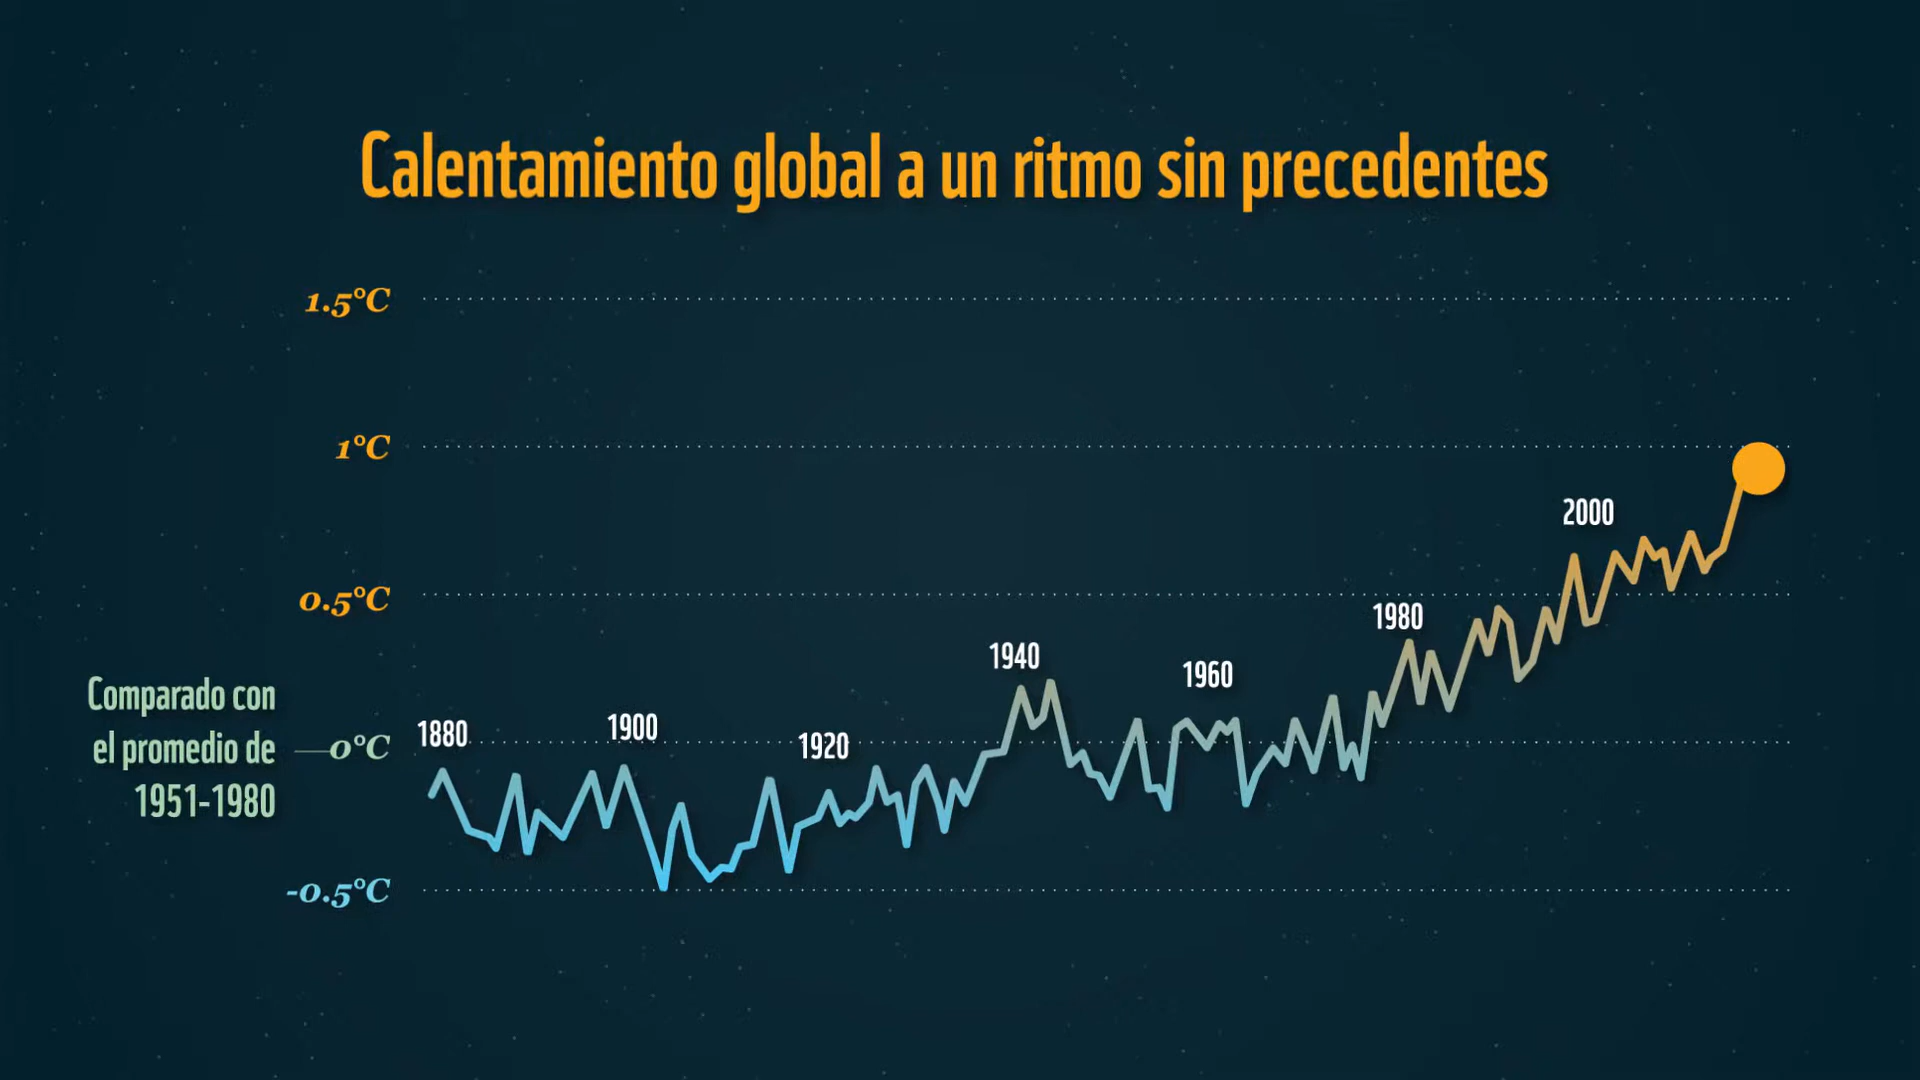 Calentamiento global a un ritmo sin precedentes
1.5°C
1°C
0.5°C
Comparado con
el promedio de
1951-1980
0°C
-0.5°C
1880
1900
1920
1940
1960
1980
2000